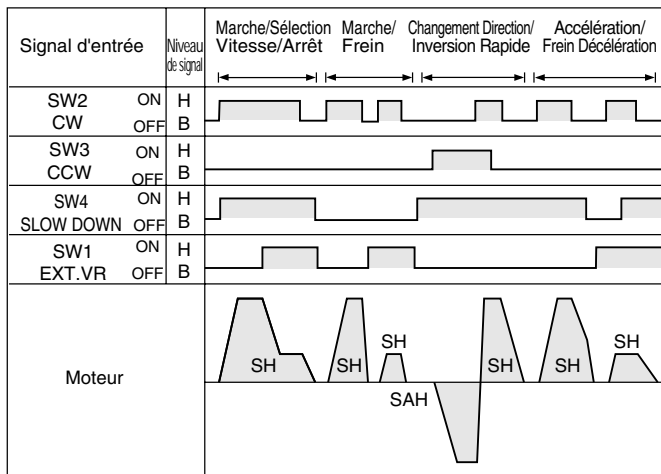 Signal d'entrée
Niveau
de signal
Marche/Sélection
Vitesse/Arrêt
Marche/
Frein
Changement Direction/
Inversion Rapide
Accélération/
Frein Décélération
SW2 ON H
CW OFF B
SW3 ON H
CCW OFF B
SW4 ON H
SLOW DOWN OFF B
SW1 ON H
EXT.VR OFF B
Moteur
SH
SH
SH
SAH
SH
SH
SH